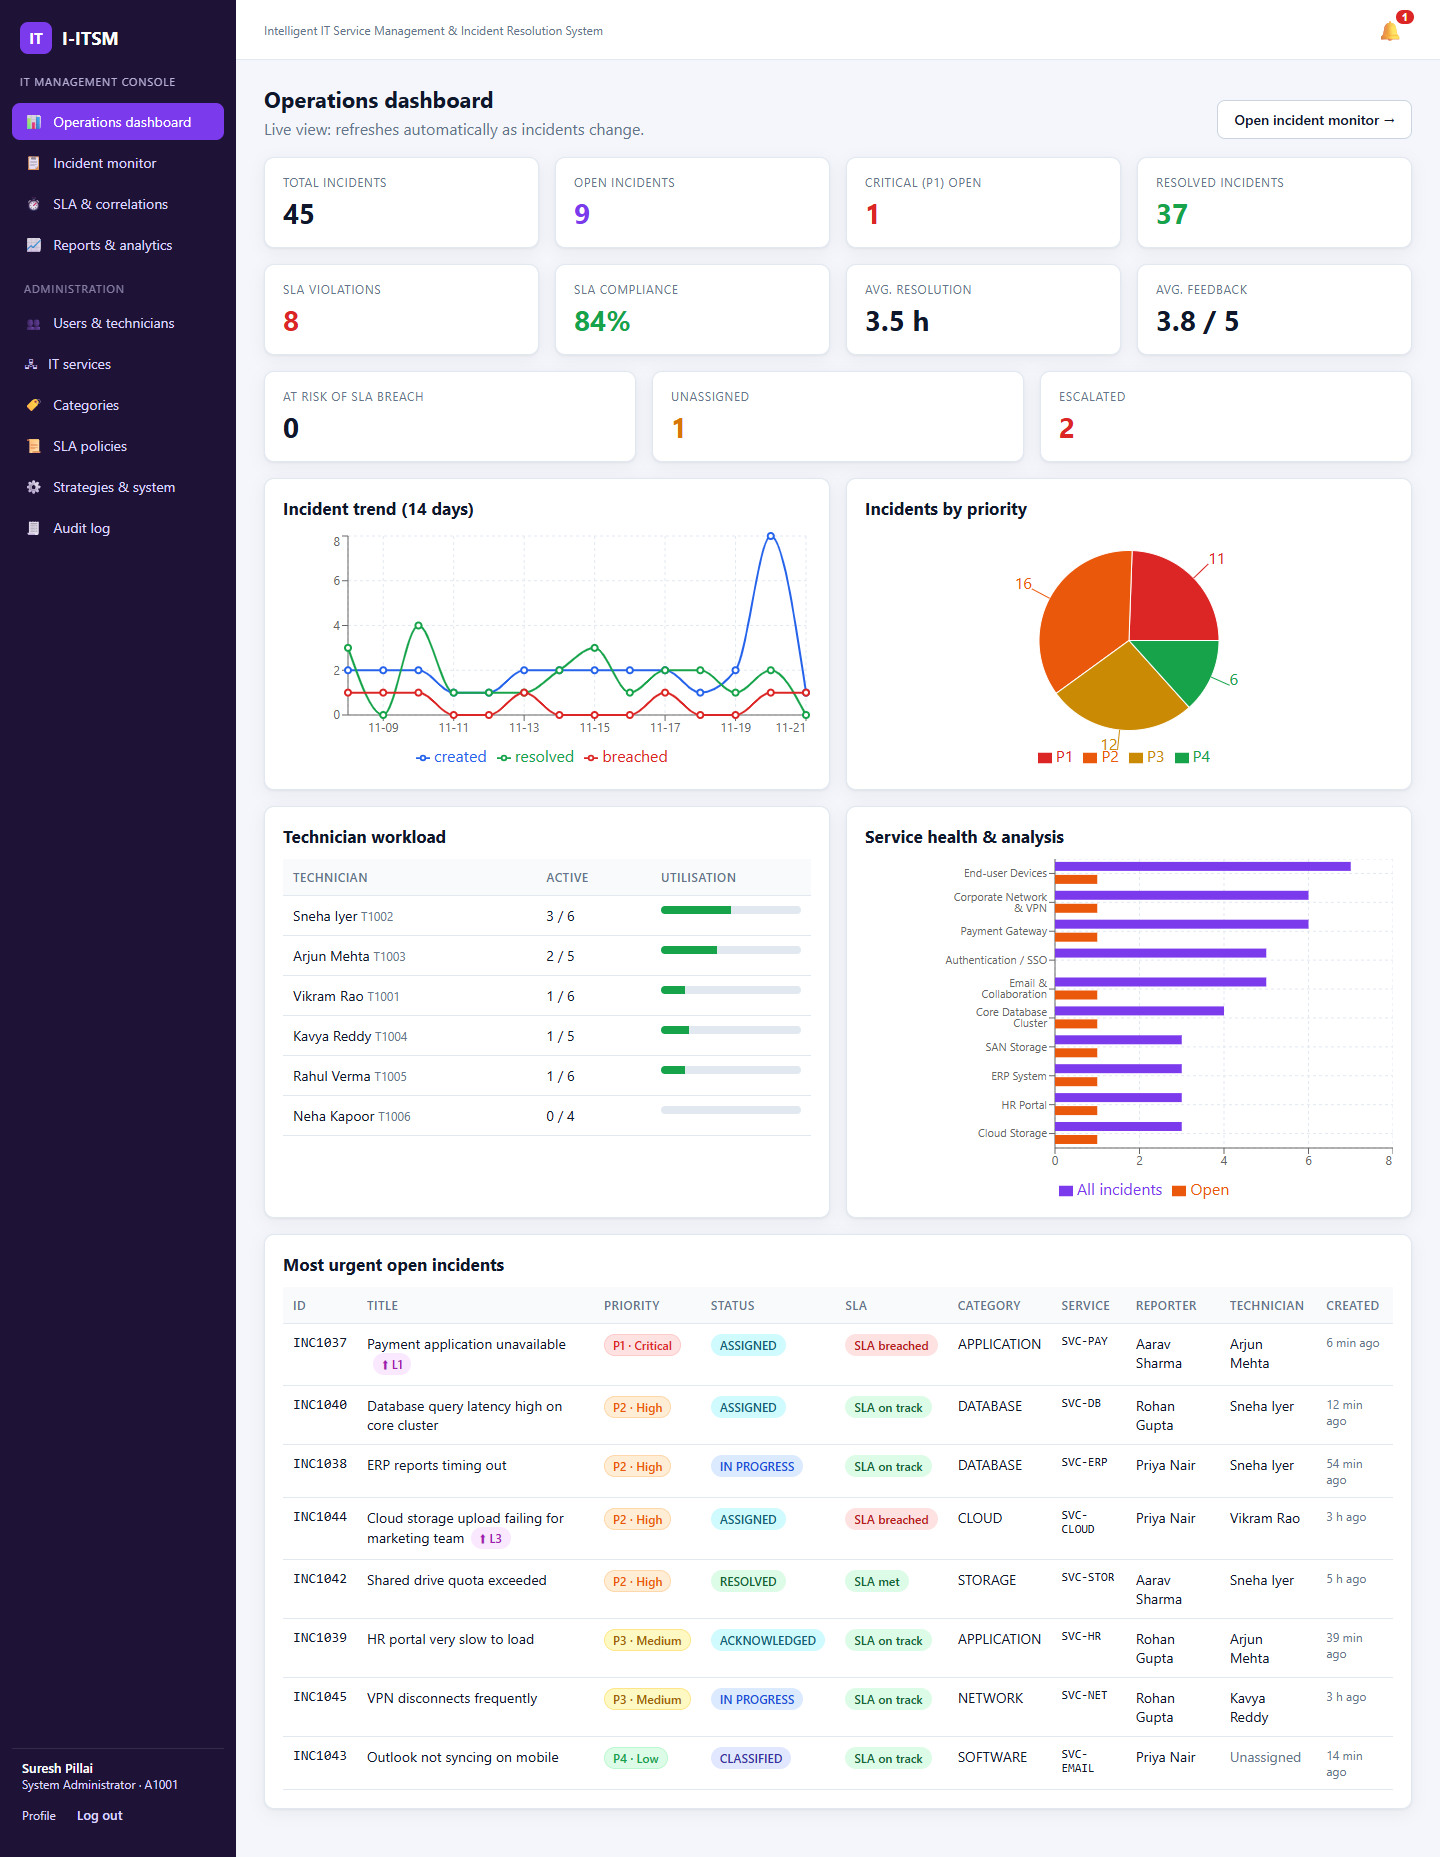 IT I-ITSM
IT MANAGEMENT CONSOLE
Operations dashboard
Incident monitor
SLA & correlations
Reports & analytics
ADMINISTRATION
Users & technicians
IT services
Categories
SLA policies
Strategies & system
Audit log
Suresh Pillai
System Administrator · A1001
Profile Log out
Intelligent IT Service Management & Incident Resolution System
1
Operations dashboard
Live view: refreshes automatically as incidents change.
Open incident monitor →
TOTAL INCIDENTS
45
OPEN INCIDENTS
9
CRITICAL (P1) OPEN
1
RESOLVED INCIDENTS
37
SLA VIOLATIONS
8
SLA COMPLIANCE
84%
AVG. RESOLUTION
3.5 h
AVG. FEEDBACK
3.8 / 5
AT RISK OF SLA BREACH
0
UNASSIGNED
1
ESCALATED
2
Incident trend (14 days)
8
6
4
2
0
11-09 11-11 11-13 11-15 11-17 11-19 11-21
created resolved breached
Incidents by priority
11
16
6
12
P1 P2 P3 P4
Technician workload
TECHNICIAN ACTIVE UTILISATION
Sneha Iyer T1002 3 / 6
Arjun Mehta T1003 2 / 5
Vikram Rao T1001 1 / 6
Kavya Reddy T1004 1 / 5
Rahul Verma T1005 1 / 6
Neha Kapoor T1006 0 / 4
Service health & analysis
End-user Devices
Corporate Network
& VPN
Payment Gateway
Authentication / SSO
Email &
Collaboration
Core Database
Cluster
SAN Storage
ERP System
HR Portal
Cloud Storage
0 2 4 6 8
All incidents Open
Most urgent open incidents
ID TITLE PRIORITY STATUS SLA CATEGORY SERVICE REPORTER TECHNICIAN CREATED
INC1037 Payment application unavailable P1 · Critical ASSIGNED SLA breached APPLICATION SVC-PAY Aarav Arjun 6 min ago
⬆ L1 Sharma Mehta
INC1040 Database query latency high on P2 · High ASSIGNED SLA on track DATABASE SVC-DB Rohan Sneha Iyer 12 min
core cluster Gupta ago
INC1038 ERP reports timing out P2 · High IN PROGRESS SLA on track DATABASE SVC-ERP Priya Nair Sneha Iyer 54 min
ago
INC1044 Cloud storage upload failing for P2 · High ASSIGNED SLA breached CLOUD SVC- Priya Nair Vikram Rao 3 h ago
marketing team ⬆ L3 CLOUD
INC1042 Shared drive quota exceeded P2 · High RESOLVED SLA met STORAGE SVC-STOR Aarav Sneha Iyer 5 h ago
Sharma
INC1039 HR portal very slow to load P3 · Medium ACKNOWLEDGED SLA on track APPLICATION SVC-HR Rohan Arjun 39 min
Gupta Mehta ago
INC1045 VPN disconnects frequently P3 · Medium IN PROGRESS SLA on track NETWORK SVC-NET Rohan Kavya 3 h ago
Gupta Reddy
INC1043 Outlook not syncing on mobile P4 · Low CLASSIFIED SLA on track SOFTWARE SVC- Priya Nair Unassigned 14 min
EMAIL ago